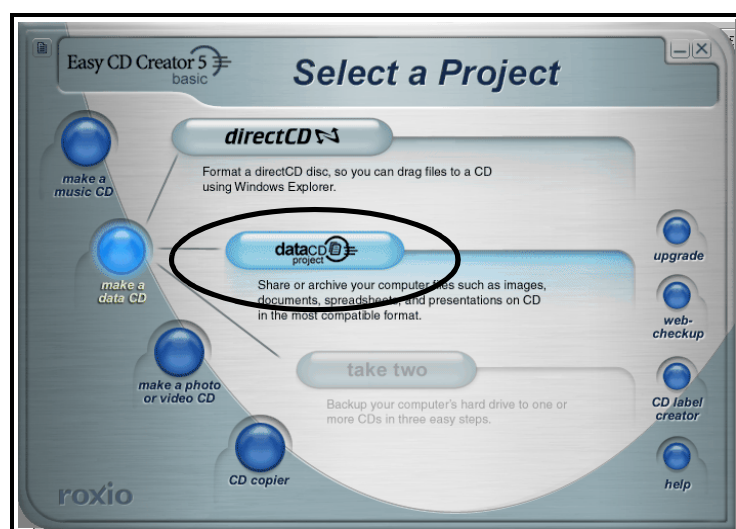 Easy CD Creator 5
basic
Select a Project
directCD
Format a directCD disc, so you can drag files to a CD
using Windows Explorer.
make a
music CD
dataCD
project
Share or archive your computer files such as images,
documents, spreadsheets, and presentations on CD
in the most compatible format.
make a
data CD
take two
Backup your computer's hard drive to one or
more CDs in three easy steps.
make a photo
or video CD
CD copier
upgrade
web-
checkup
CD label
creator
help
roxio